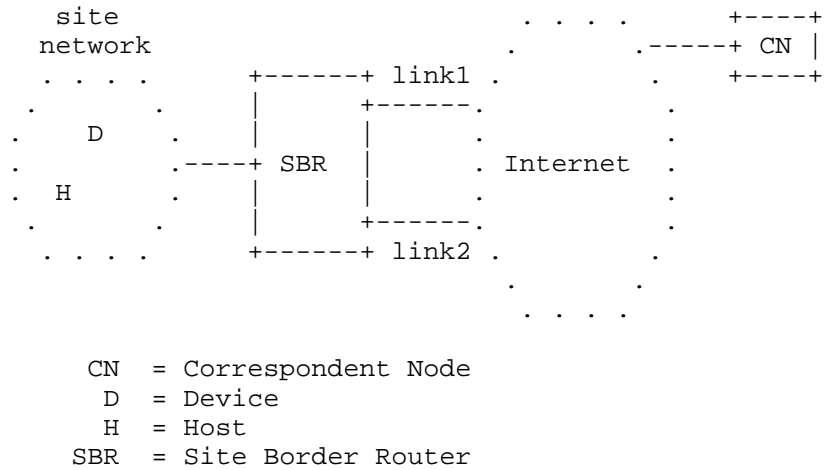 site
network
CN
link1
D
SBR
Internet
H
link2
CN = Correspondent Node
D = Device
H = Host
SBR = Site Border Router